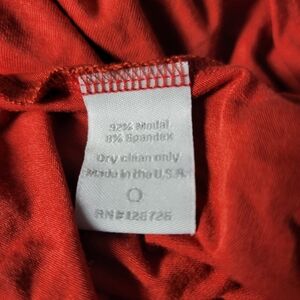 92% Modal
8% Spandex
Dry clean only
Made in the U.S.A.
RN# 128726